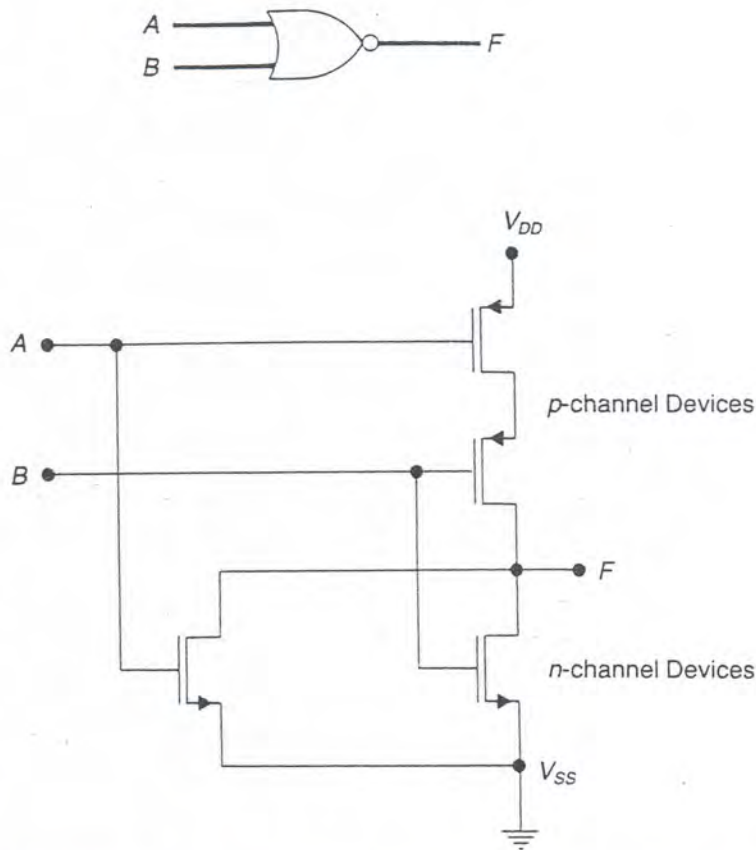 A
F
B
V_DD
A
p-channel Devices
B
F
n-channel Devices
V_SS